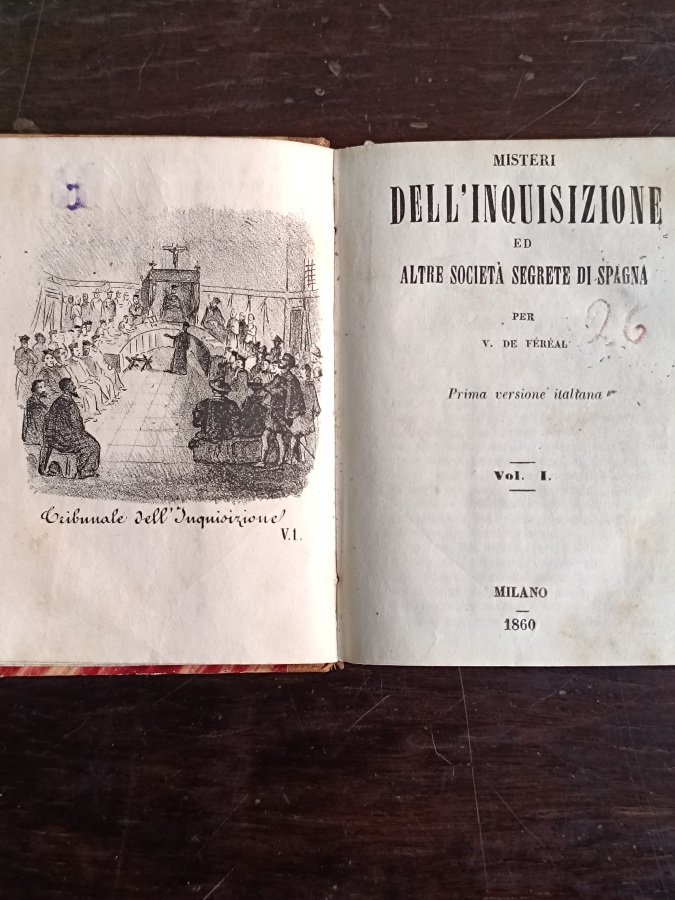 Tribunale dell'Inquisizione
V.1.
MISTERI
DELL'INQUISIZIONE
ED
ALTRE SOCIETÀ SEGRETE DI SPAGNA
PER
V. DE FÉRÉAL
26
Prima versione italiana
Vol. I.
MILANO
1860